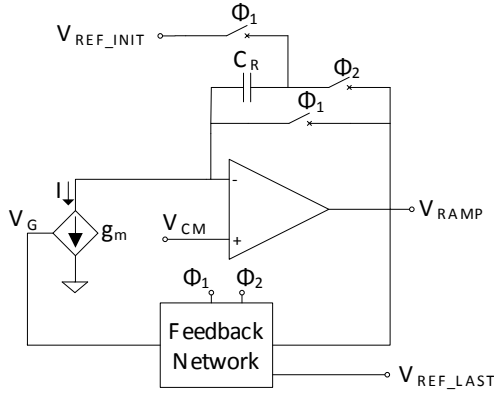 Φ1
VREF_INIT
CR
Φ2
Φ1
I
-
VG
gm
VCM
+
VRAMP
Φ1 Φ2
Feedback
Network
VREF_LAST